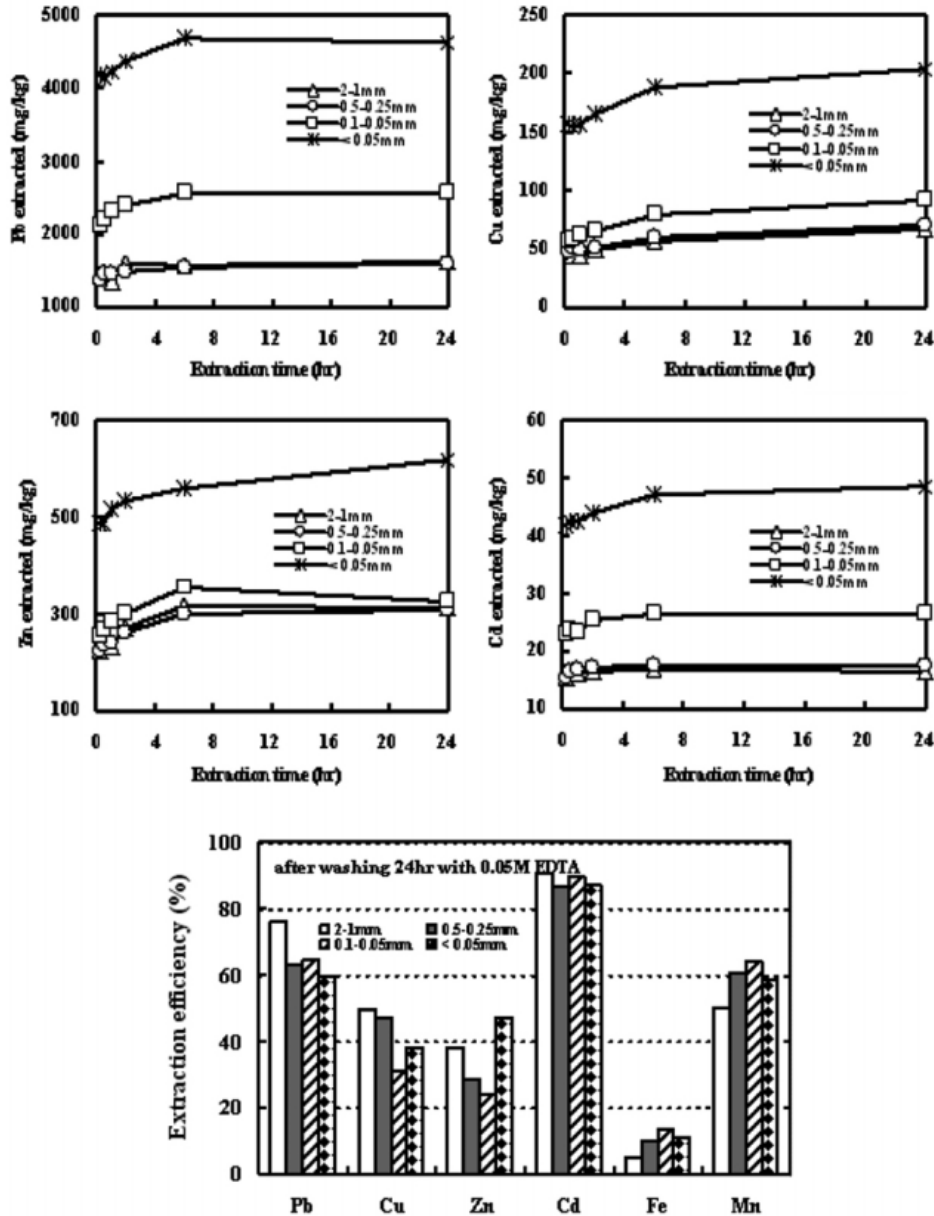 5000
4000
3000
2000
1000
Pb extracted (mg/kg)
2-1mm
0.5-0.25mm
0.1-0.05mm
< 0.05mm
0 4 8 12 16 20 24
Extraction time (hr)
250
200
150
100
50
0
Cu extracted (mg/kg)
2-1mm
0.5-0.25mm
0.1-0.05mm
< 0.05mm
0 4 8 12 16 20 24
Extraction time (hr)
700
500
300
100
Zn extracted (mg/kg)
2-1mm
0.5-0.25mm
0.1-0.05mm
< 0.05mm
0 4 8 12 16 20 24
Extraction time (hr)
60
50
40
30
20
10
Cd extracted (mg/kg)
2-1mm
0.5-0.25mm
0.1-0.05mm
< 0.05mm
0 4 8 12 16 20 24
Extraction time (hr)
100
80
60
40
20
0
Extraction efficiency (%)
after washing 24hr with 0.05M EDTA
2-1mm 0.5-0.25mm
0.1-0.05mm < 0.05mm
Pb Cu Zn Cd Fe Mn